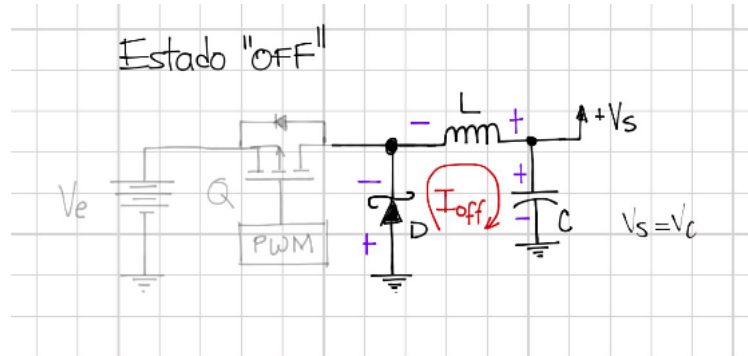 Estado "OFF"
L
+Vs
Ve
Q
Ioff
D
C
Vs=Vc
PWM